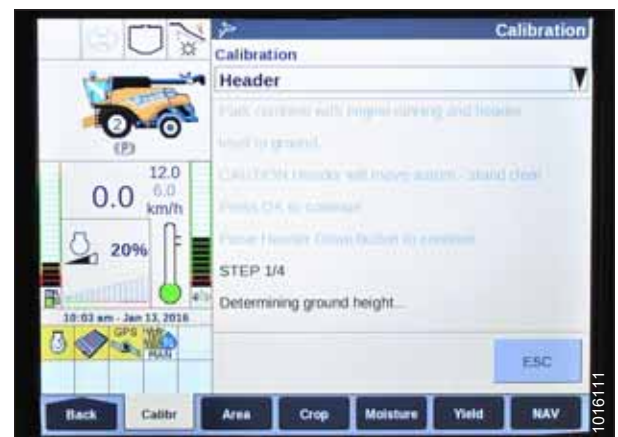 Calibration
Calibration
Header
Park combine with engine running and header
level to ground.
CAUTION Header will move autom.- stand clear
Press OK to continue
Press Header Down button to continue
STEP 1/4
Determining ground height...
ESC
2
(P)
12.0
6.0
0.0
km/h
20%
10:03 am - Jan 13, 2016
GPS
MAN
Back
Calibr
Area
Crop
Moisture
Yield
NAV
1016111